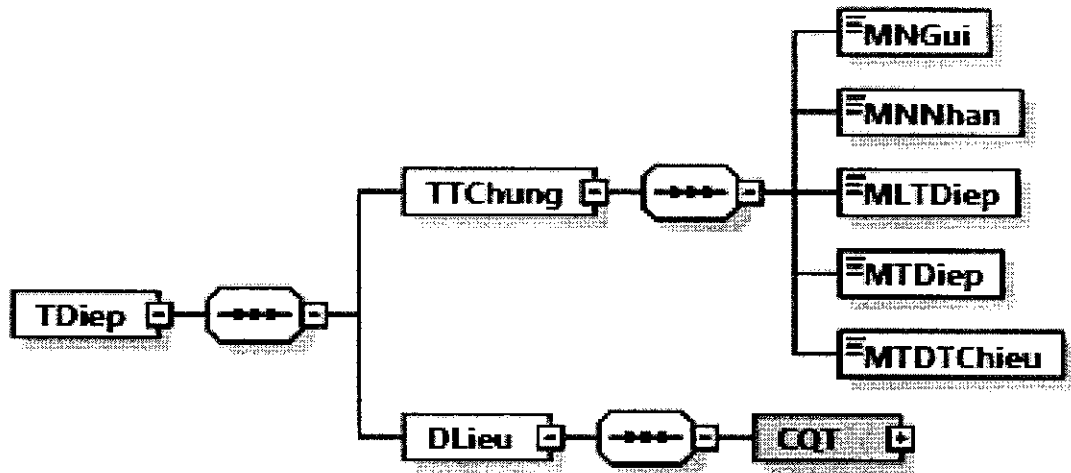 MNGui
MNNhan
TTChung
MLTDiep
MTDiep
TDiep
MTDTChieu
DLieu
CQT